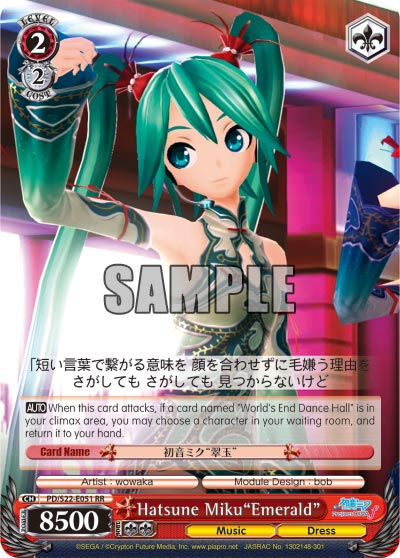 LEVEL
2
2
COST
SAMPLE
「短い言葉で繋がる意味を 顔を合わせずに毛嫌う理由を
さがしても さがしても 見つからないけど
AUTO When this card attacks, if a card named "World's End Dance Hall" is in
your climax area, you may choose a character in your waiting room, and
return it to your hand.
Card Name 初音ミク“翠玉”
Artist : wowaka Module Design : bob
CH PD/S22-E051 RR
POWER 8500 SOUL Hatsune Miku“Emerald”
Music Dress
©SEGA / ©Crypton Future Media, Inc. www.piapro.net JASRAC No. 1302148-301